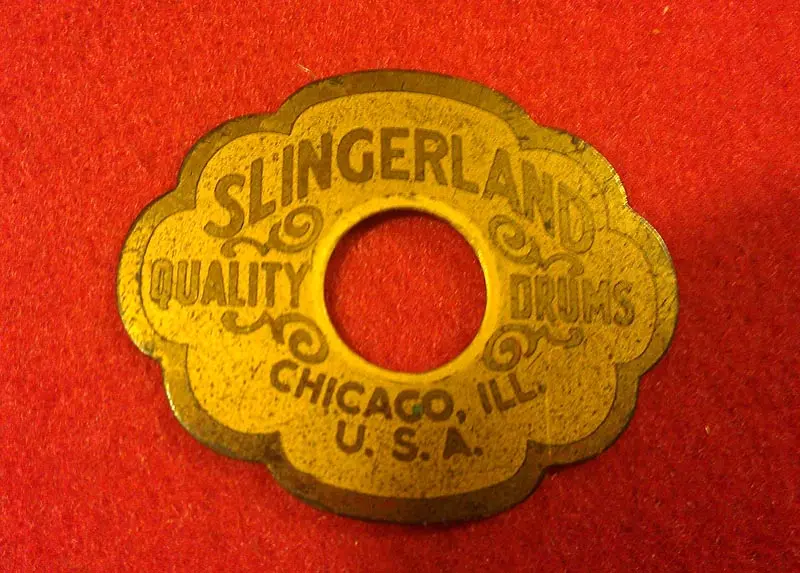 SLINGERLAND
QUALITY DRUMS
CHICAGO, ILL.
U. S. A.